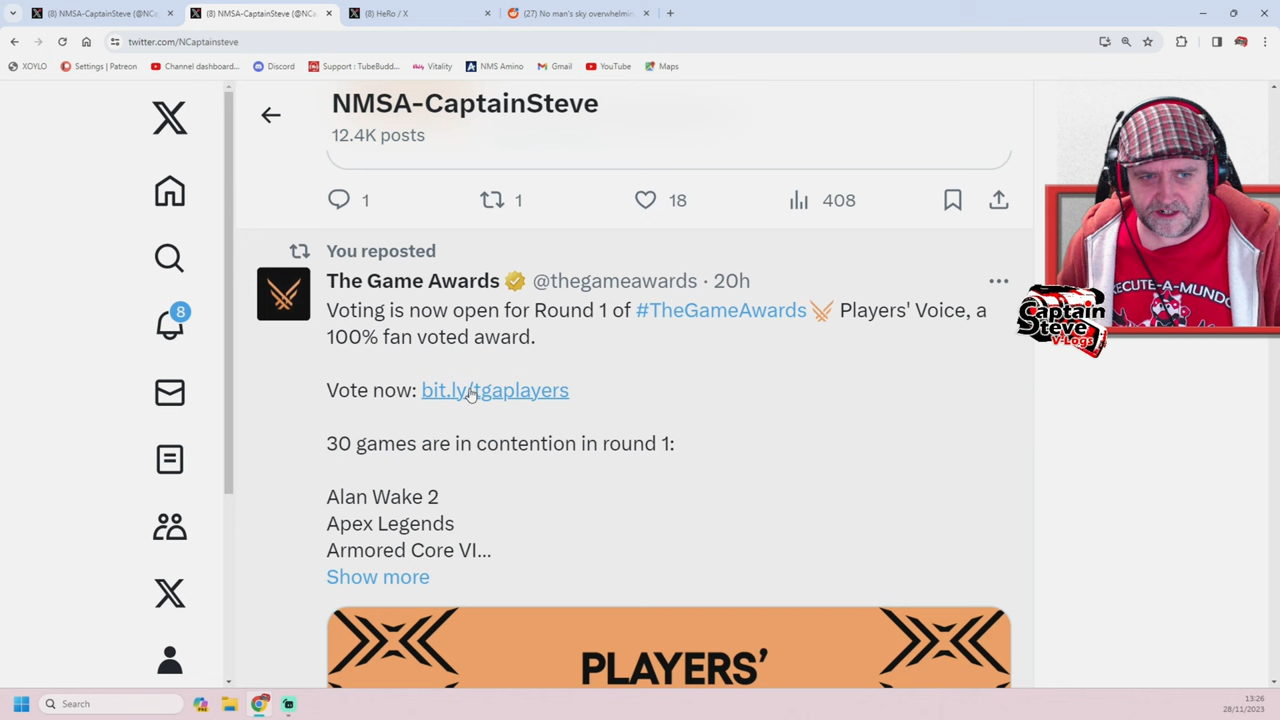 (8) NMSA-CaptainSteve (@NCa
(8) NMSA-CaptainSteve (@NCa
(8) HeRo / X
(27) No man's sky overwhelmin
twitter.com/NCaptainsteve
XOYLO
Settings | Patreon
Channel dashboard...
Discord
Support : TubeBudd...
Vitality
NMS Amino
Gmail
YouTube
Maps
NMSA-CaptainSteve
12.4K posts
1
1
18
408
You reposted
The Game Awards @thegameawards · 20h
Voting is now open for Round 1 of #TheGameAwards Players' Voice, a
100% fan voted award.
Vote now: bit.ly/tgaplayers
30 games are in contention in round 1:
Alan Wake 2
Apex Legends
Armored Core VI...
Show more
PLAYERS'
8
Captain
Steve
V-Logs
Search
13:26
28/11/2023